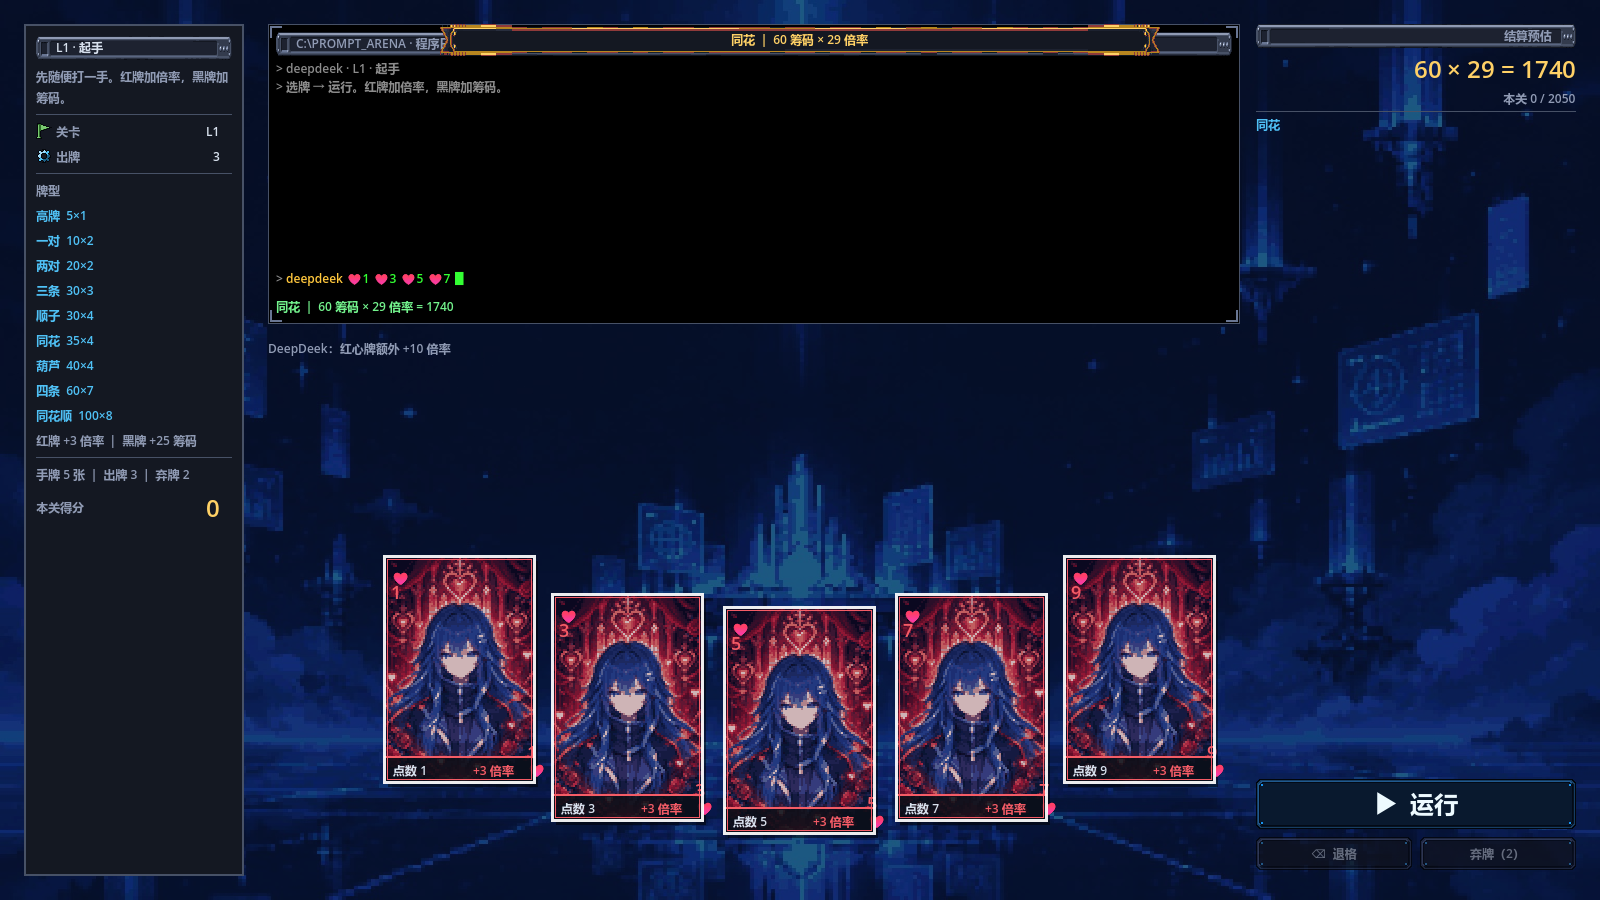 L1 · 起手
先随便打一手。红牌加倍率，黑牌加
筹码。
关卡 L1
出牌 3
牌型
高牌 5×1
一对 10×2
两对 20×2
三条 30×3
顺子 30×4
同花 35×4
葫芦 40×4
四条 60×7
同花顺 100×8
红牌 +3 倍率 | 黑牌 +25 筹码
手牌 5 张 | 出牌 3 | 弃牌 2
本关得分 0
C:\PROMPT_ARENA · 程序
同花 | 60 筹码 × 29 倍率
> deepdeek · L1 · 起手
> 选牌 → 运行。红牌加倍率，黑牌加筹码。
> deepdeek ♥1 ♥3 ♥5 ♥7
同花 | 60 筹码 × 29 倍率 = 1740
DeepDeek：红心牌额外 +10 倍率
结算预估
60 × 29 = 1740
本关 0 / 2050
同花
1
点数 1 +3 倍率
3
点数 3 +3 倍率
5
点数 5 +3 倍率
7
点数 7 +3 倍率
9
点数 9 +3 倍率
▶ 运行
⌫ 退格
弃牌（2）